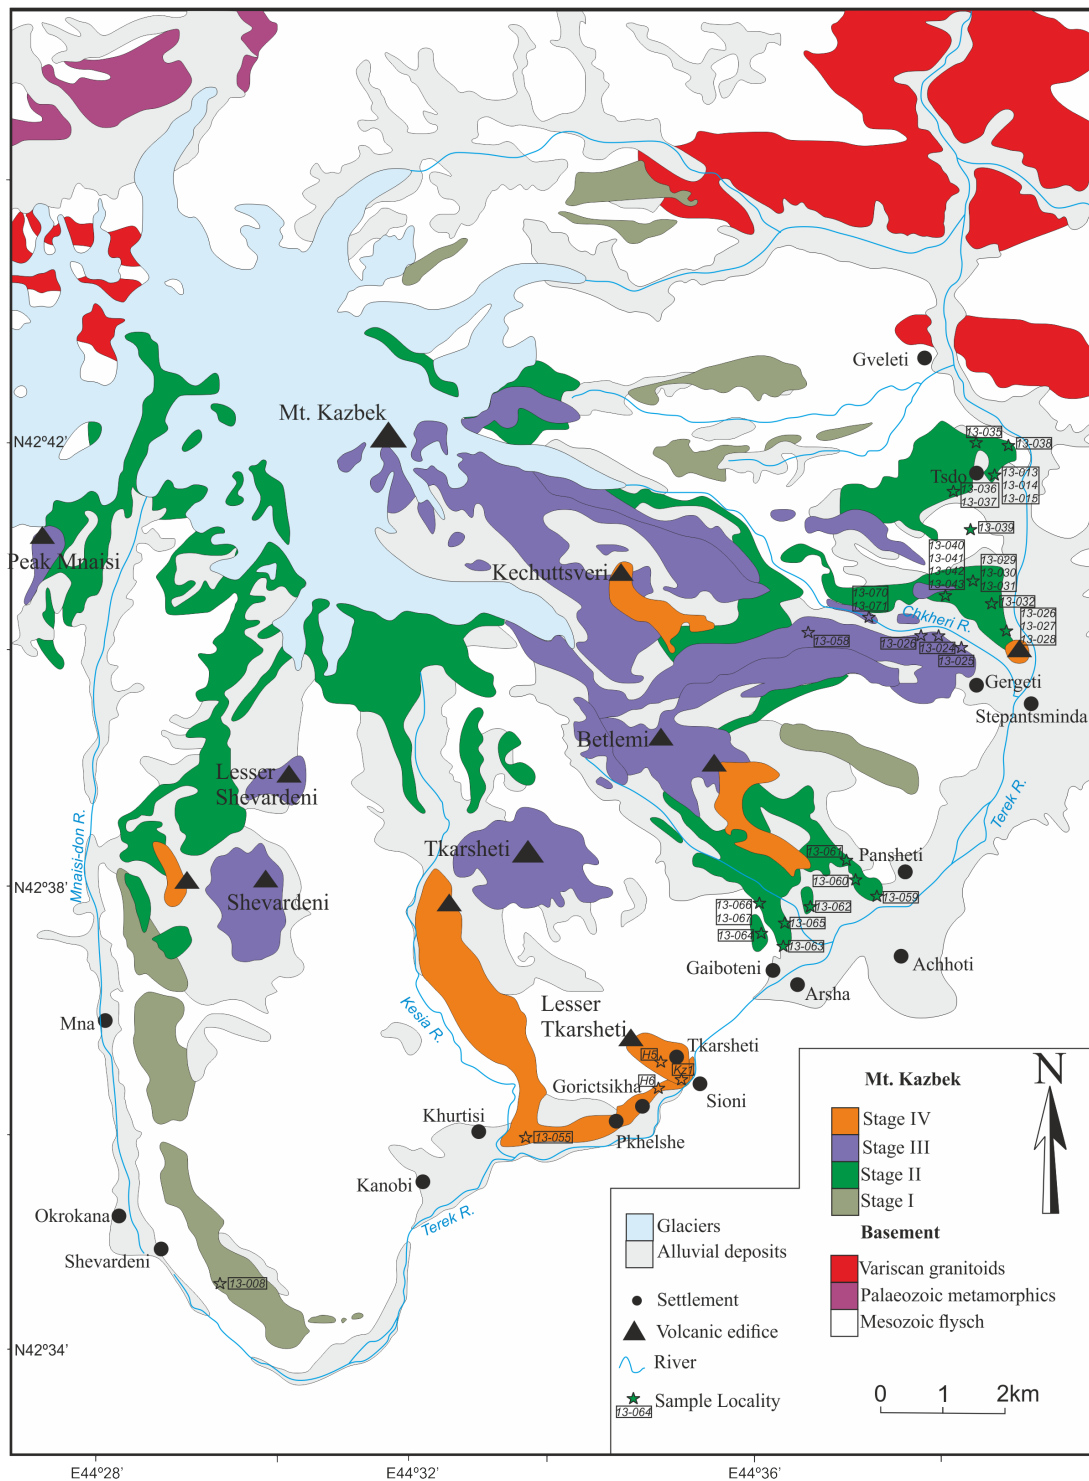 Gveleti
Mt. Kazbek
N42°42'
13-035
13-038
Tsdo
13-013
13-014
13-015
13-036
13-037
13-039
Peak Mnaisi
Kechuttsveri
13-040
13-041
13-042
13-043
13-029
13-030
13-031
13-070
13-071
13-032
Chkheri R.
13-026
13-027
13-028
13-058
13-026
13-024
13-025
Gergeti
Stepantsminda
Betlemi
Lesser
Shevardeni
Mnaisi-don R.
Terek R.
Tkarsheti
13-061
Pansheti
N42°38'
Shevardeni
13-060
13-059
13-066
13-067
13-062
13-065
13-064
13-063
Gaiboteni
Achhoti
Arsha
Kesia R.
Lesser
Tkarsheti
Mna
Tkarsheti
H5
Kz1
H6
Gorictsikha
Sioni
Khurtisi
13-055
Pkhelshe
Kanobi
Okrokana
Terek R.
Shevardeni
13-008
N42°34'
Mt. Kazbek
N
Stage IV
Stage III
Stage II
Stage I
Glaciers
Alluvial deposits
Basement
Variscan granitoids
Palaeozoic metamorphics
Mesozoic flysch
Settlement
Volcanic edifice
River
Sample Locality
13-064
0 1 2km
E44°28' E44°32' E44°36'